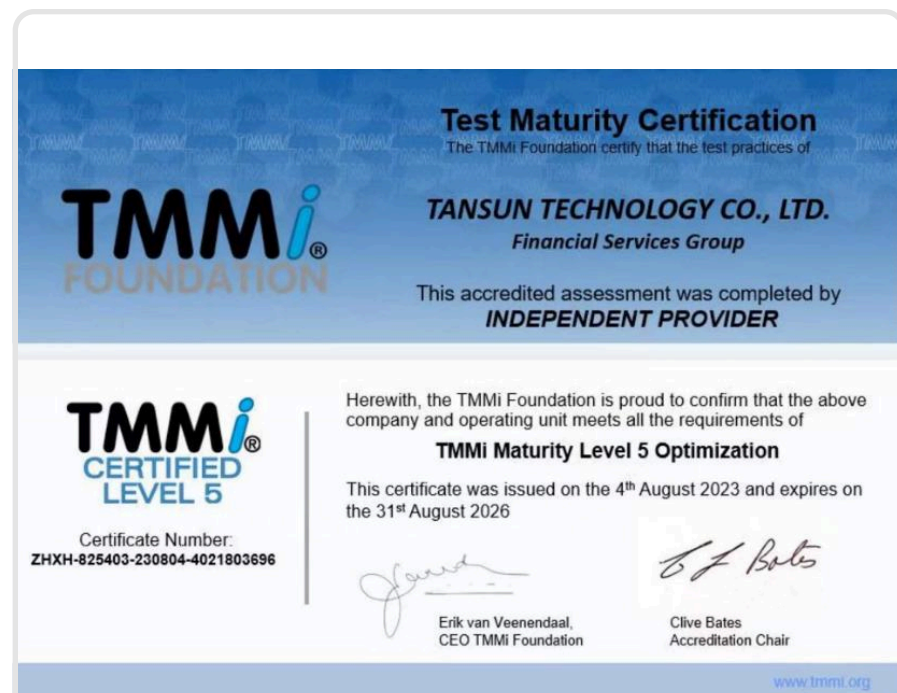 Test Maturity Certification
The TMMi Foundation certify that the test practices of
TMMi®
FOUNDATION
TANSUN TECHNOLOGY CO., LTD.
Financial Services Group
This accredited assessment was completed by
INDEPENDENT PROVIDER
TMMi®
CERTIFIED
LEVEL 5
Certificate Number:
ZHXH-825403-230804-4021803696
Herewith, the TMMi Foundation is proud to confirm that the above
company and operating unit meets all the requirements of
TMMi Maturity Level 5 Optimization
This certificate was issued on the 4th August 2023 and expires on
the 31st August 2026
Erik van Veenendaal,
CEO TMMi Foundation
C J Bates
Clive Bates
Accreditation Chair
www.tmmi.org